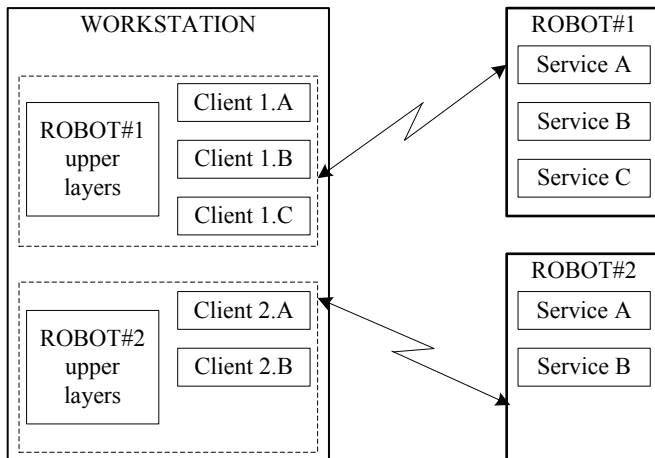 WORKSTATION
ROBOT#1
upper
layers
Client 1.A
Client 1.B
Client 1.C
ROBOT#2
upper
layers
Client 2.A
Client 2.B
ROBOT#1
Service A
Service B
Service C
ROBOT#2
Service A
Service B